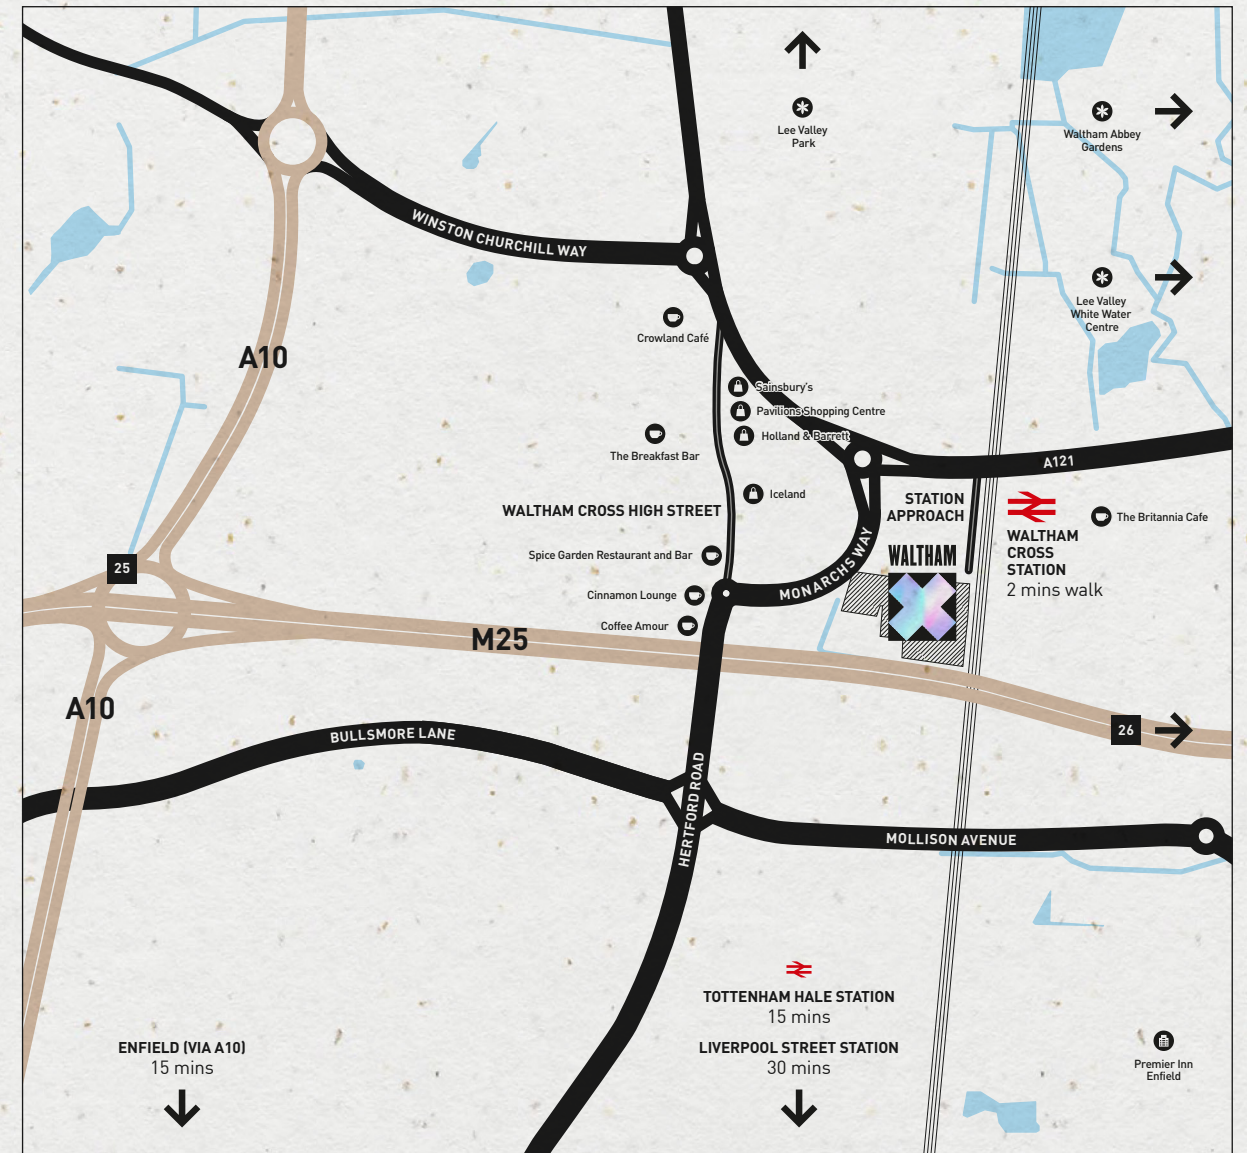 Lee Valley
Park
Waltham Abbey
Gardens
WINSTON CHURCHILL WAY
Lee Valley
White Water
Centre
Crowland Café
A10
Sainsbury's
Pavilions Shopping Centre
Holland & Barrett
The Breakfast Bar
A121
Iceland
STATION
APPROACH
WALTHAM CROSS HIGH STREET
The Britannia Cafe
WALTHAM
CROSS
STATION
2 mins walk
MONARCHS WAY
WALTHAM
X
Spice Garden Restaurant and Bar
25
Cinnamon Lounge
Coffee Amour
M25
A10
26
BULLSMORE LANE
HERTFORD ROAD
MOLLISON AVENUE
TOTTENHAM HALE STATION
15 mins
ENFIELD (VIA A10)
15 mins
LIVERPOOL STREET STATION
30 mins
Premier Inn
Enfield